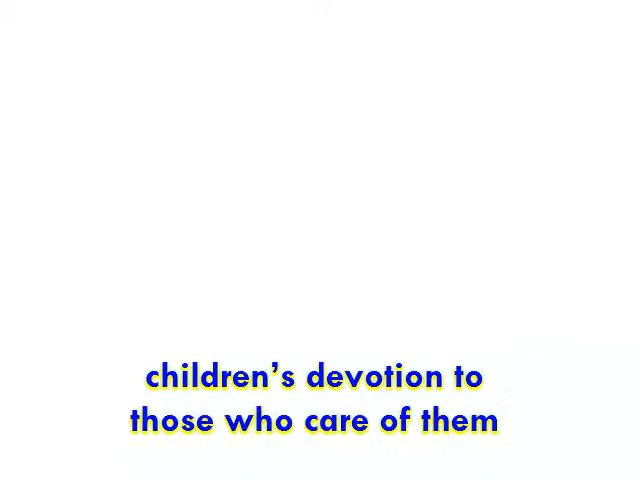 children’s devotion to
those who care of them